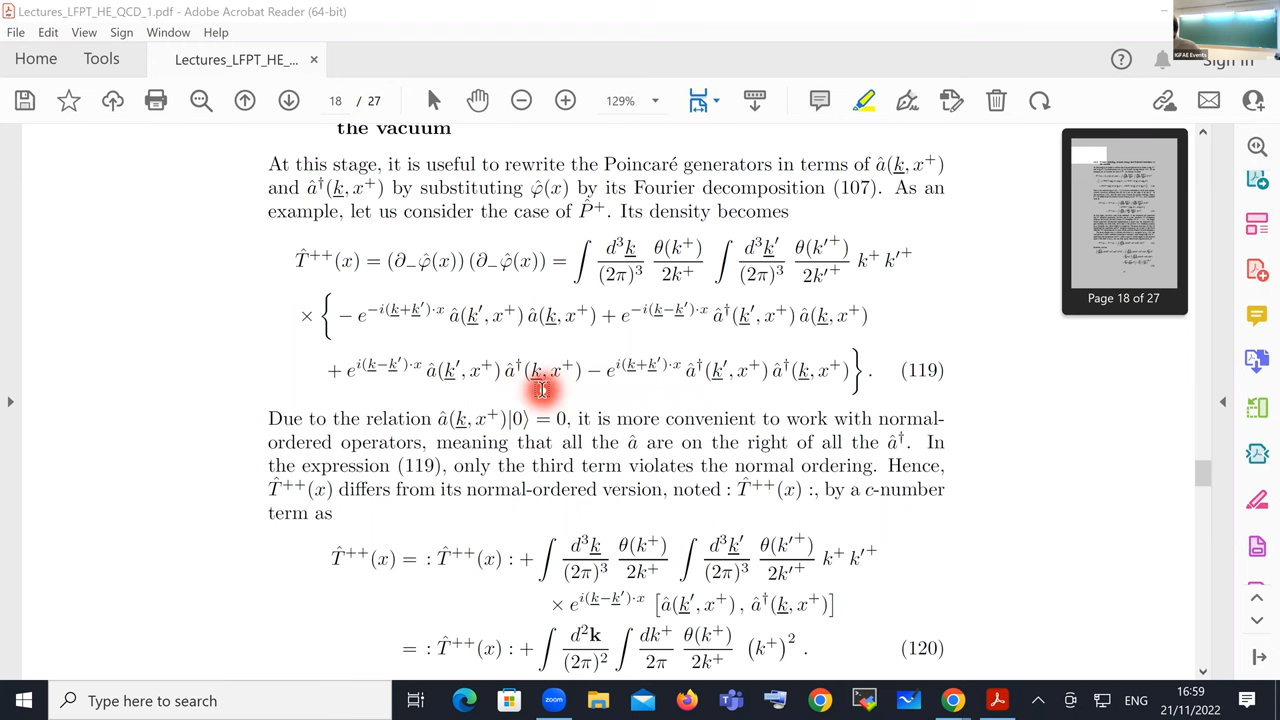 Lectures_LFPT_HE_QCD_1.pdf - Adobe Acrobat Reader (64-bit)
File Edit View Sign Window Help
IGFAE Events
Home Tools Lectures_LFPT_HE_... × Sign In
18 / 27 129%
the vacuum
At this stage, it is useful to rewrite the Poincaré generators in terms of â(k, x⁺)
and â†(k, x⁺) by substituting φ̂(x) by its Fourier decomposition (107). As an
example, let us consider the case of P̂⁺. Its density becomes
T̂⁺⁺(x) = (∂₋φ̂(x)) (∂₋φ̂(x)) = ∫ d³k/(2π)³ θ(k⁺)/2k⁺ ∫ d³k′/(2π)³ θ(k′⁺)/2k′⁺ k⁺k′⁺
× { − e^{−i(k+k′)·x} â(k′, x⁺) â(k, x⁺) + e^{−i(k−k′)·x} â†(k′, x⁺) â(k, x⁺)
+ e^{i(k−k′)·x} â(k′, x⁺) â†(k, x⁺) − e^{i(k+k′)·x} â†(k′, x⁺) â†(k, x⁺) } . (119)
Due to the relation â(k, x⁺)|0⟩ = 0, it is more convenient to work with normal-
ordered operators, meaning that all the â are on the right of all the â†. In
the expression (119), only the third term violates the normal ordering. Hence,
T̂⁺⁺(x) differs from its normal-ordered version, noted : T̂⁺⁺(x) :, by a c-number
term as
T̂⁺⁺(x) = : T̂⁺⁺(x) : + ∫ d³k/(2π)³ θ(k⁺)/2k⁺ ∫ d³k′/(2π)³ θ(k′⁺)/2k′⁺ k⁺ k′⁺
× e^{i(k−k′)·x} [â(k′, x⁺) , â†(k, x⁺)]
= : T̂⁺⁺(x) : + ∫ d²k/(2π)² ∫ dk⁺/2π θ(k⁺)/2k⁺ (k⁺)² . (120)
Page 18 of 27
Type here to search
zoom
ENG
16:59
21/11/2022